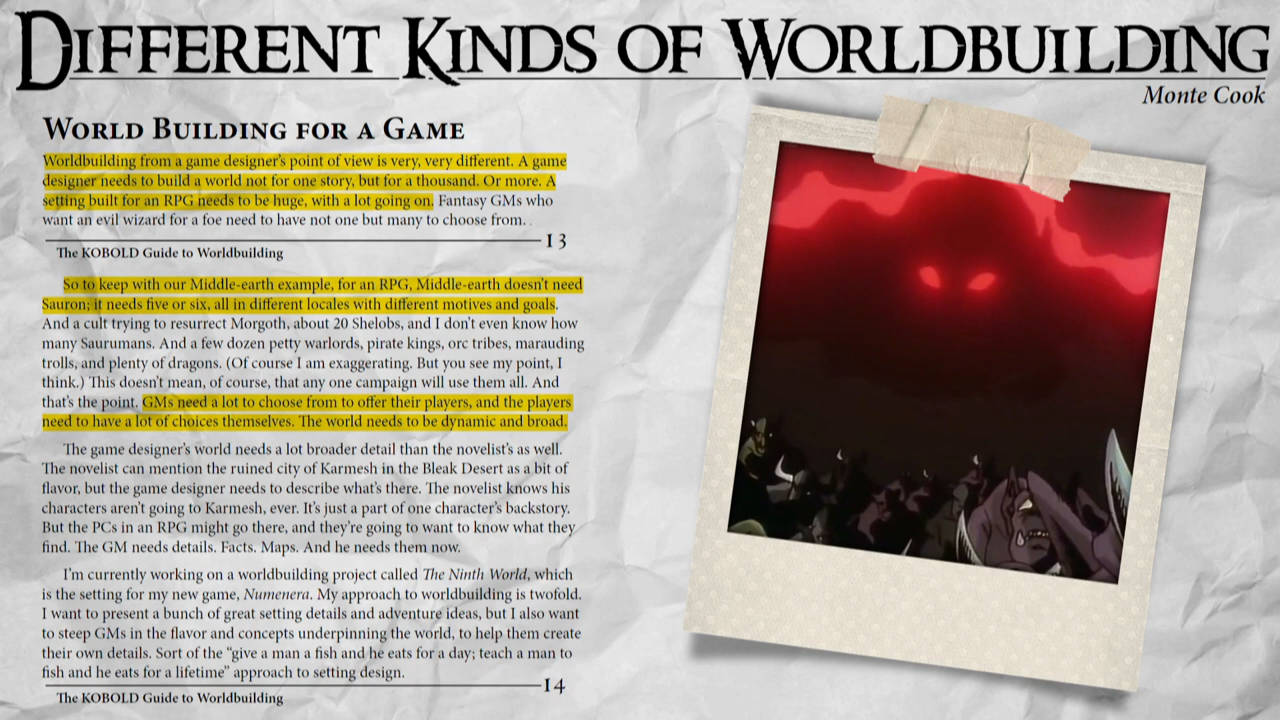 DIFFERENT KINDS OF WORLDBUILDING
Monte Cook
WORLD BUILDING FOR A GAME
Worldbuilding from a game designer's point of view is very, very different. A game
designer needs to build a world not for one story, but for a thousand. Or more. A
setting built for an RPG needs to be huge, with a lot going on. Fantasy GMs who
want an evil wizard for a foe need to have not one but many to choose from.
13
The KOBOLD Guide to Worldbuilding
So to keep with our Middle-earth example, for an RPG, Middle-earth doesn't need
Sauron; it needs five or six, all in different locales with different motives and goals.
And a cult trying to resurrect Morgoth, about 20 Shelobs, and I don't even know how
many Sarumans. And a few dozen petty warlords, pirate kings, orc tribes, marauding
trolls, and plenty of dragons. (Of course I am exaggerating. But you see my point, I
think.) This doesn't mean, of course, that any one campaign will use them all. And
that's the point. GMs need a lot to choose from to offer their players, and the players
need to have a lot of choices themselves. The world needs to be dynamic and broad.
The game designer's world needs a lot broader detail than the novelist's as well.
The novelist can mention the ruined city of Karmesh in the Bleak Desert as a bit of
flavor, but the game designer needs to describe what's there. The novelist knows his
characters aren't going to Karmesh, ever. It's just a part of one character's backstory.
But the PCs in an RPG might go there, and they're going to want to know what they
find. The GM needs details. Facts. Maps. And he needs them now.
I'm currently working on a worldbuilding project called The Ninth World, which
is the setting for my new game, Numenera. My approach to worldbuilding is twofold.
I want to present a bunch of great setting details and adventure ideas, but I also want
to steep GMs in the flavor and concepts underpinning the world, to help them create
their own details. Sort of the "give a man a fish and he eats for a day; teach a man to
fish and he eats for a lifetime" approach to setting design.
14
The KOBOLD Guide to Worldbuilding